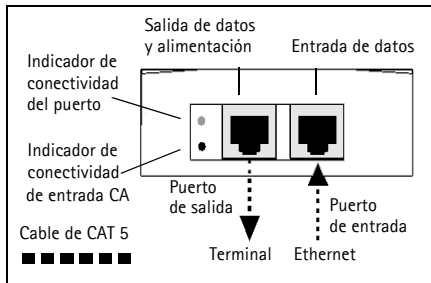 Salida de datos
y alimentación
Entrada de datos
Indicador de
conectividad
del puerto
Indicador de
conectividad
de entrada CA
Puerto
de salida
Puerto
de entrada
Cable de CAT 5
Terminal
Ethernet